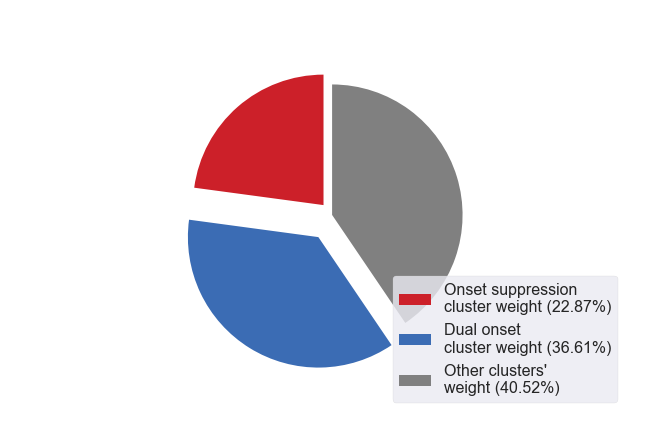 Onset suppression
cluster weight (22.87%)
Dual onset
cluster weight (36.61%)
Other clusters'
weight (40.52%)